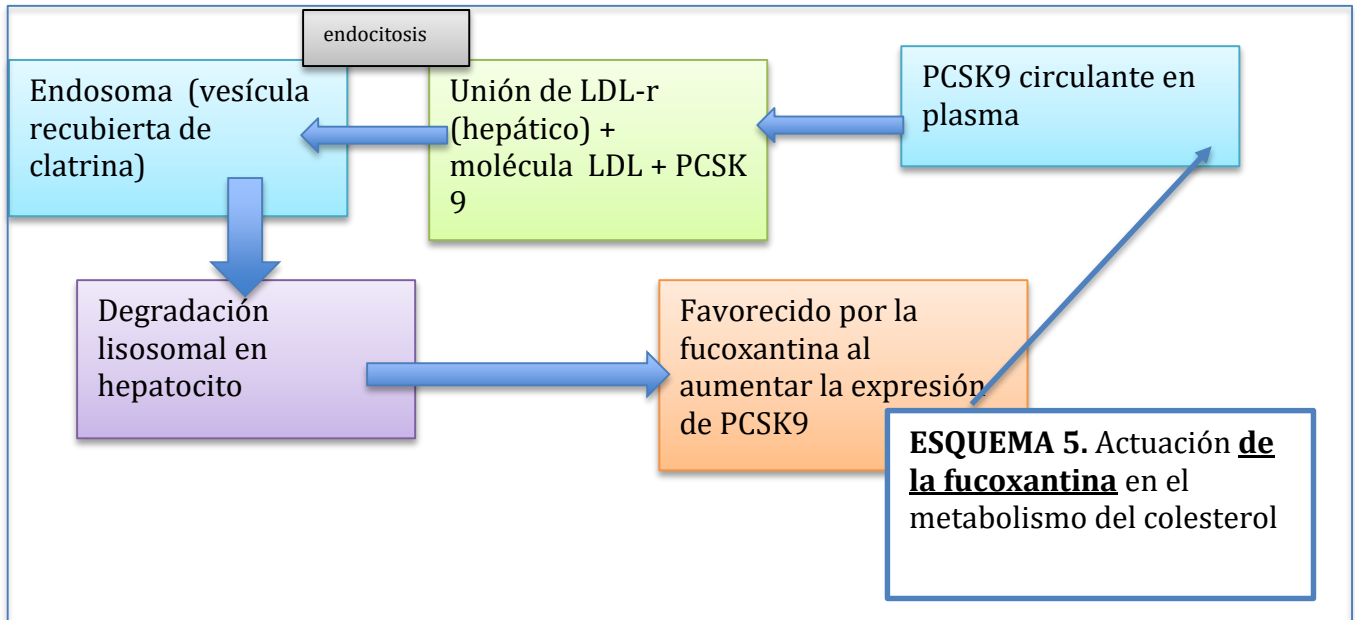 endocitosis
Endosoma (vesícula
recubierta de
clatrina)
Unión de LDL-r
(hepático) +
molécula LDL + PCSK
9
PCSK9 circulante en
plasma
Degradación
lisosomal en
hepatocito
Favorecido por la
fucoxantina al
aumentar la expresión
de PCSK9
ESQUEMA 5. Actuación de
la fucoxantina en el
metabolismo del colesterol